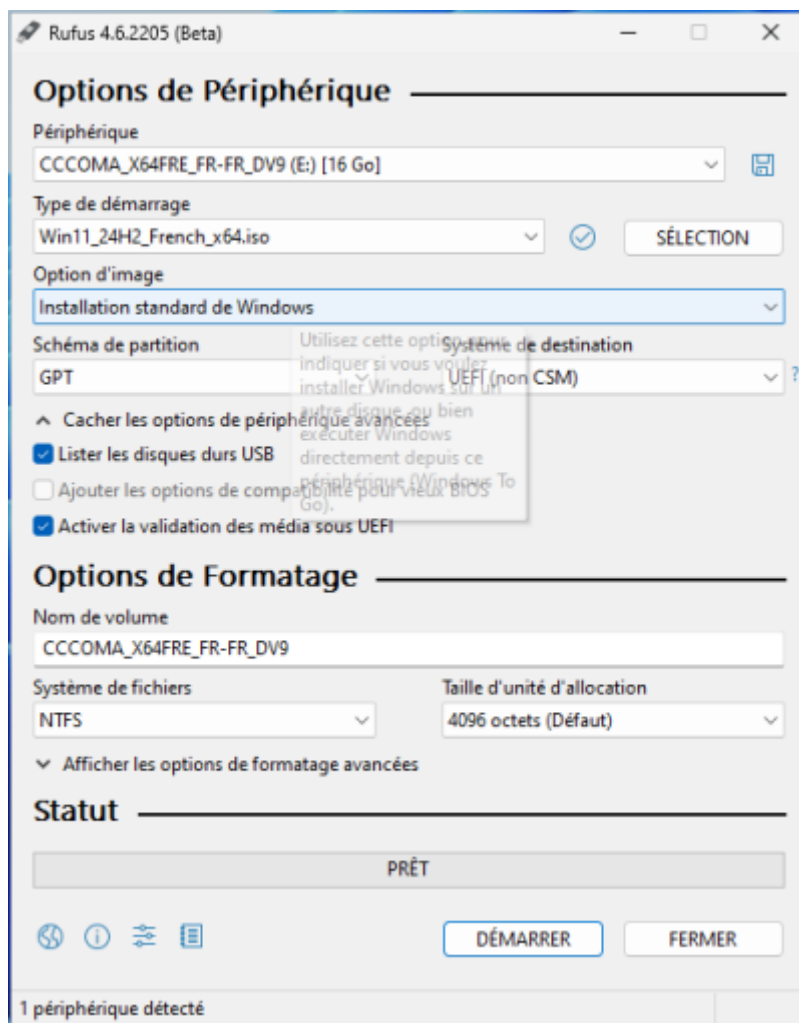 Rufus 4.6.2205 (Beta)
Options de Périphérique
Périphérique
CCCOMA_X64FRE_FR-FR_DV9 (E:) [16 Go]
Type de démarrage
Win11_24H2_French_x64.iso
SÉLECTION
Option d'image
Installation standard de Windows
Schéma de partition
Système de destination
GPT
UEFI (non CSM)
?
Utilisez cette option pour
indiquer si vous voulez
installer Windows sur un
autre disque, ou bien
exécuter Windows
directement depuis ce
périphérique (Windows To
Go).
Cacher les options de périphérique avancées
Lister les disques durs USB
Ajouter les options de compatibilité pour vieux BIOS
Activer la validation des média sous UEFI
Options de Formatage
Nom de volume
CCCOMA_X64FRE_FR-FR_DV9
Système de fichiers
Taille d'unité d'allocation
NTFS
4096 octets (Défaut)
Afficher les options de formatage avancées
Statut
PRÊT
DÉMARRER
FERMER
1 périphérique détecté